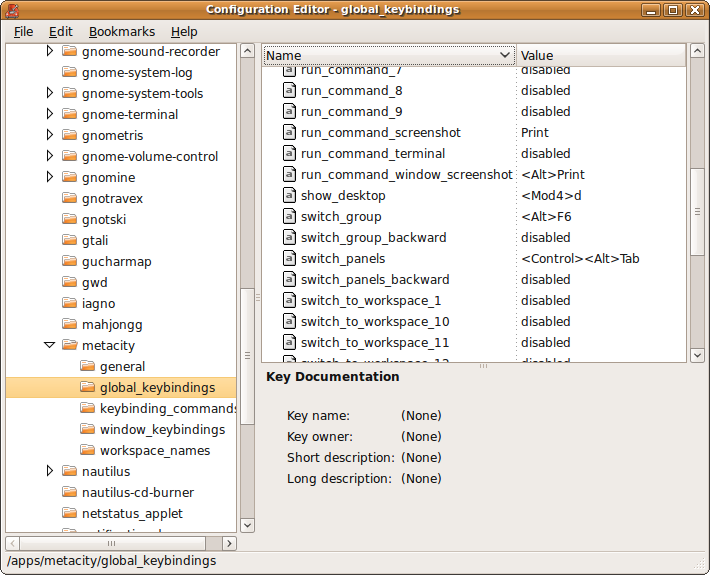 Configuration Editor - global_keybindings
File Edit Bookmarks Help
gnome-sound-recorder
gnome-system-log
gnome-system-tools
gnome-terminal
gnometris
gnome-volume-control
gnomine
gnotravex
gnotski
gtali
gucharmap
gwd
iagno
mahjongg
metacity
general
global_keybindings
keybinding_commands
window_keybindings
workspace_names
nautilus
nautilus-cd-burner
netstatus_applet
Name Value
run_command_7 disabled
run_command_8 disabled
run_command_9 disabled
run_command_screenshot Print
run_command_terminal disabled
run_command_window_screenshot <Alt>Print
show_desktop <Mod4>d
switch_group <Alt>F6
switch_group_backward disabled
switch_panels <Control><Alt>Tab
switch_panels_backward disabled
switch_to_workspace_1 disabled
switch_to_workspace_10 disabled
switch_to_workspace_11 disabled
switch_to_workspace_12 disabled
Key Documentation
Key name: (None)
Key owner: (None)
Short description: (None)
Long description: (None)
/apps/metacity/global_keybindings